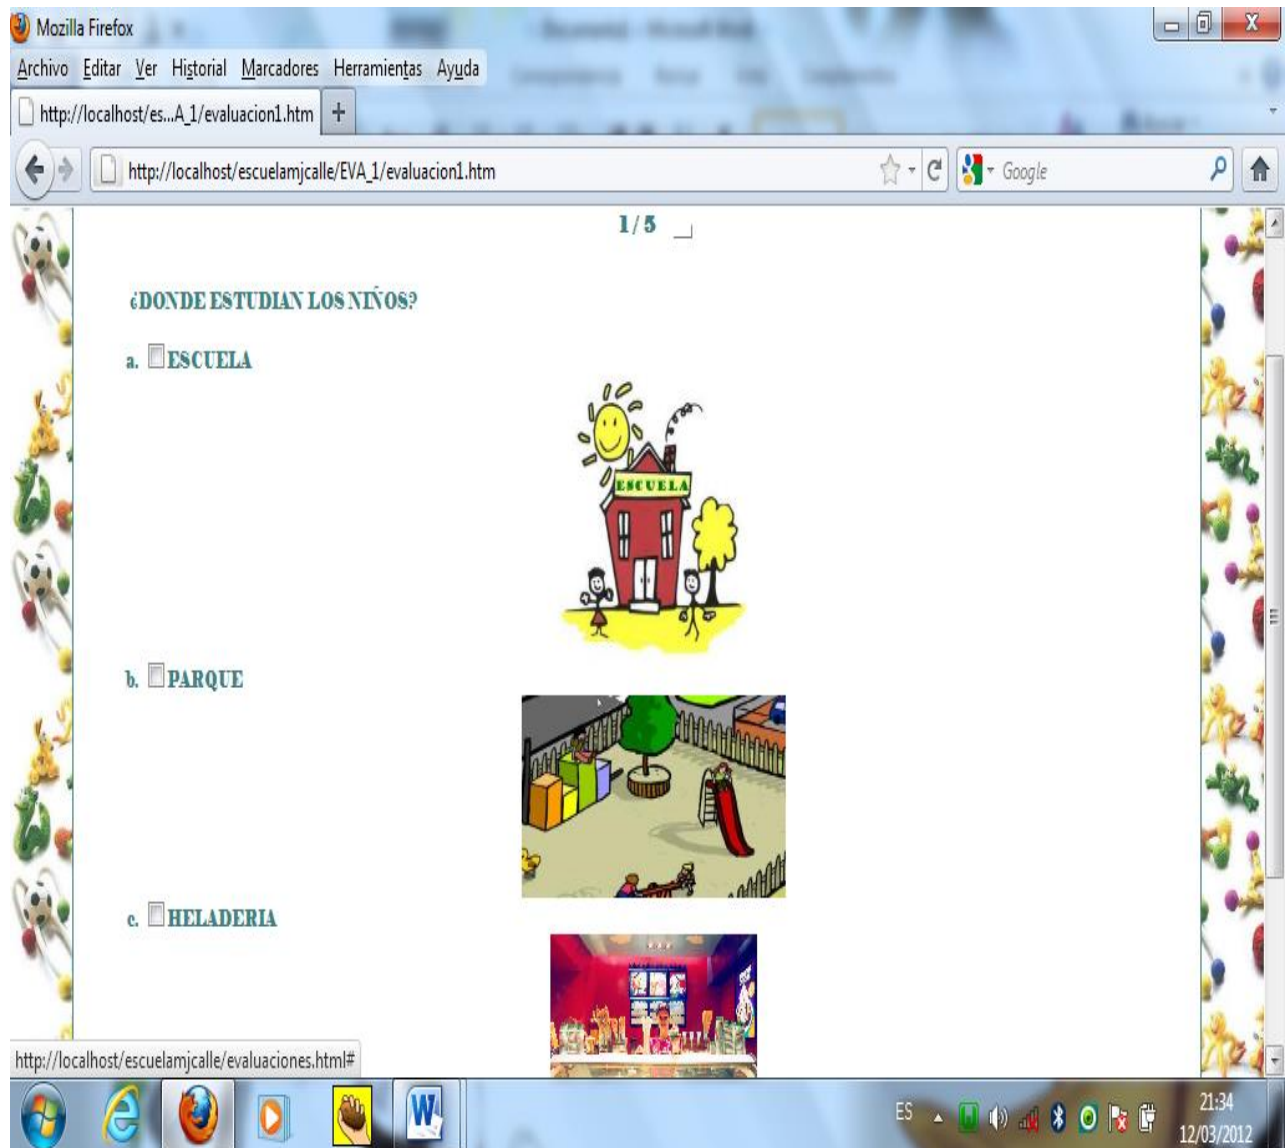 Mozilla Firefox
Archivo Editar Ver Historial Marcadores Herramientas Ayuda
http://localhost/es...A_1/evaluacion1.htm
http://localhost/escuelamjcalle/EVA_1/evaluacion1.htm
Google
1/5
¿DONDE ESTUDIAN LOS NIÑOS?
a. ESCUELA
ESCUELA
b. PARQUE
c. HELADERIA
http://localhost/escuelamjcalle/evaluaciones.html#
ES
21:34
12/03/2012